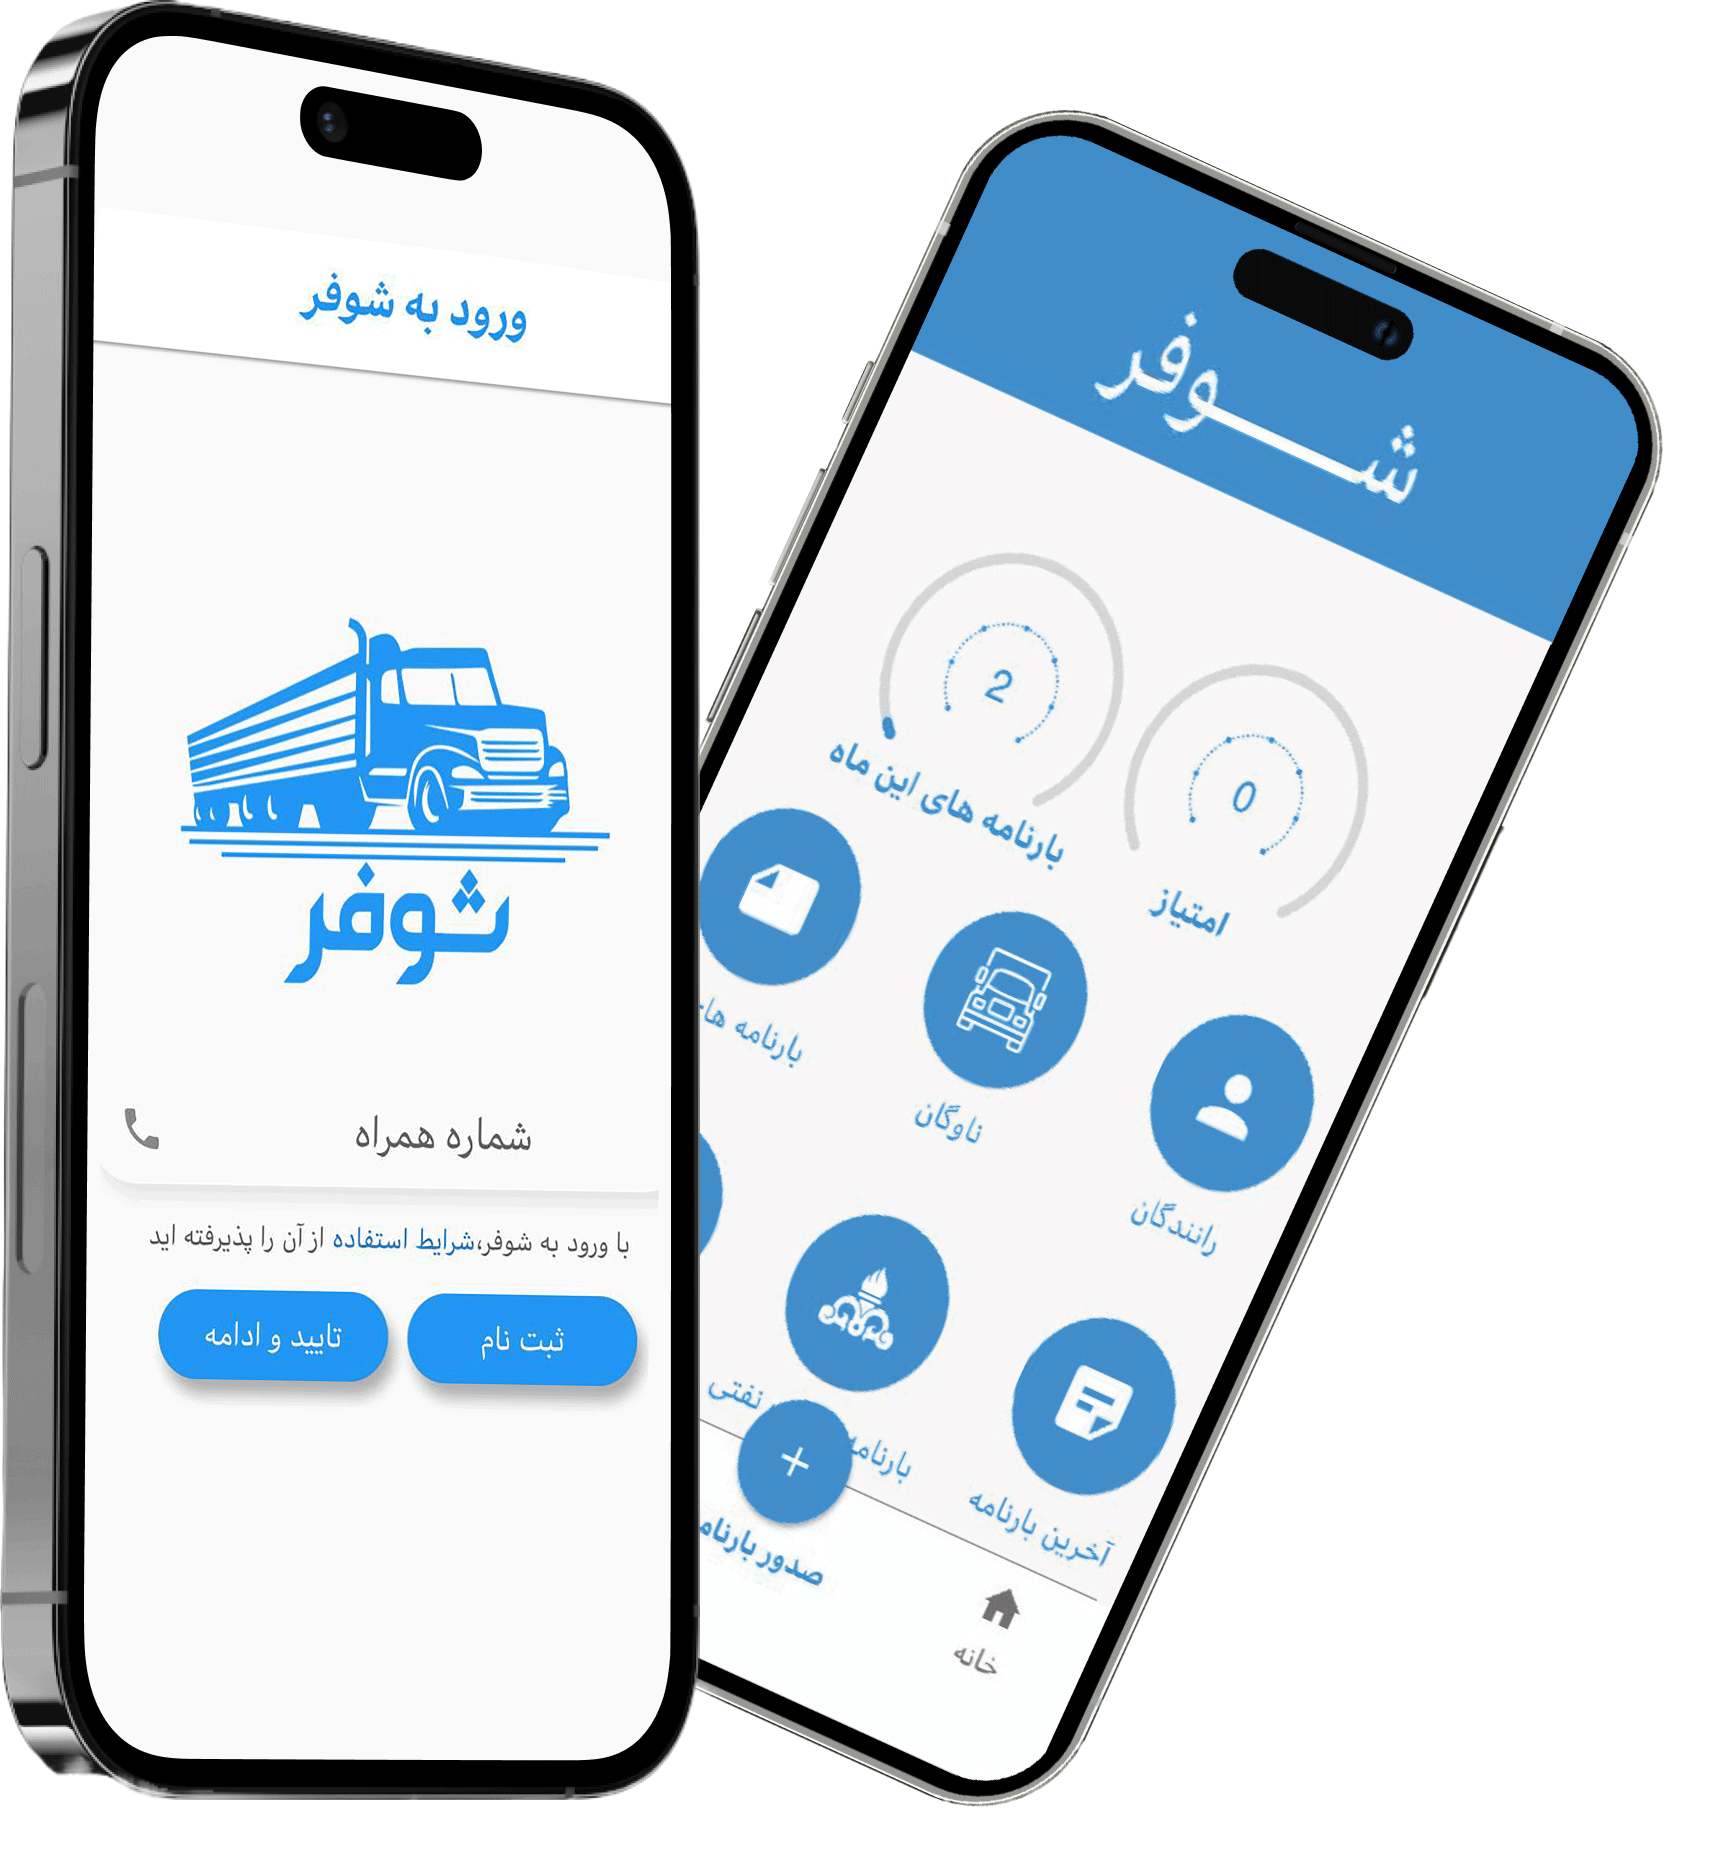 ورود به شوفر
شوفر
شماره همراه
با ورود به شوفر،شرایط استفاده از آن را پذیرفته اید
ثبت نام
تایید و ادامه
شـــوفر
0
امتیاز
2
بارنامه های این ماه
رانندگان
ناوگان
بارنامه
آخرین بارنامه
بارنامه نفتی
صدور
خانه